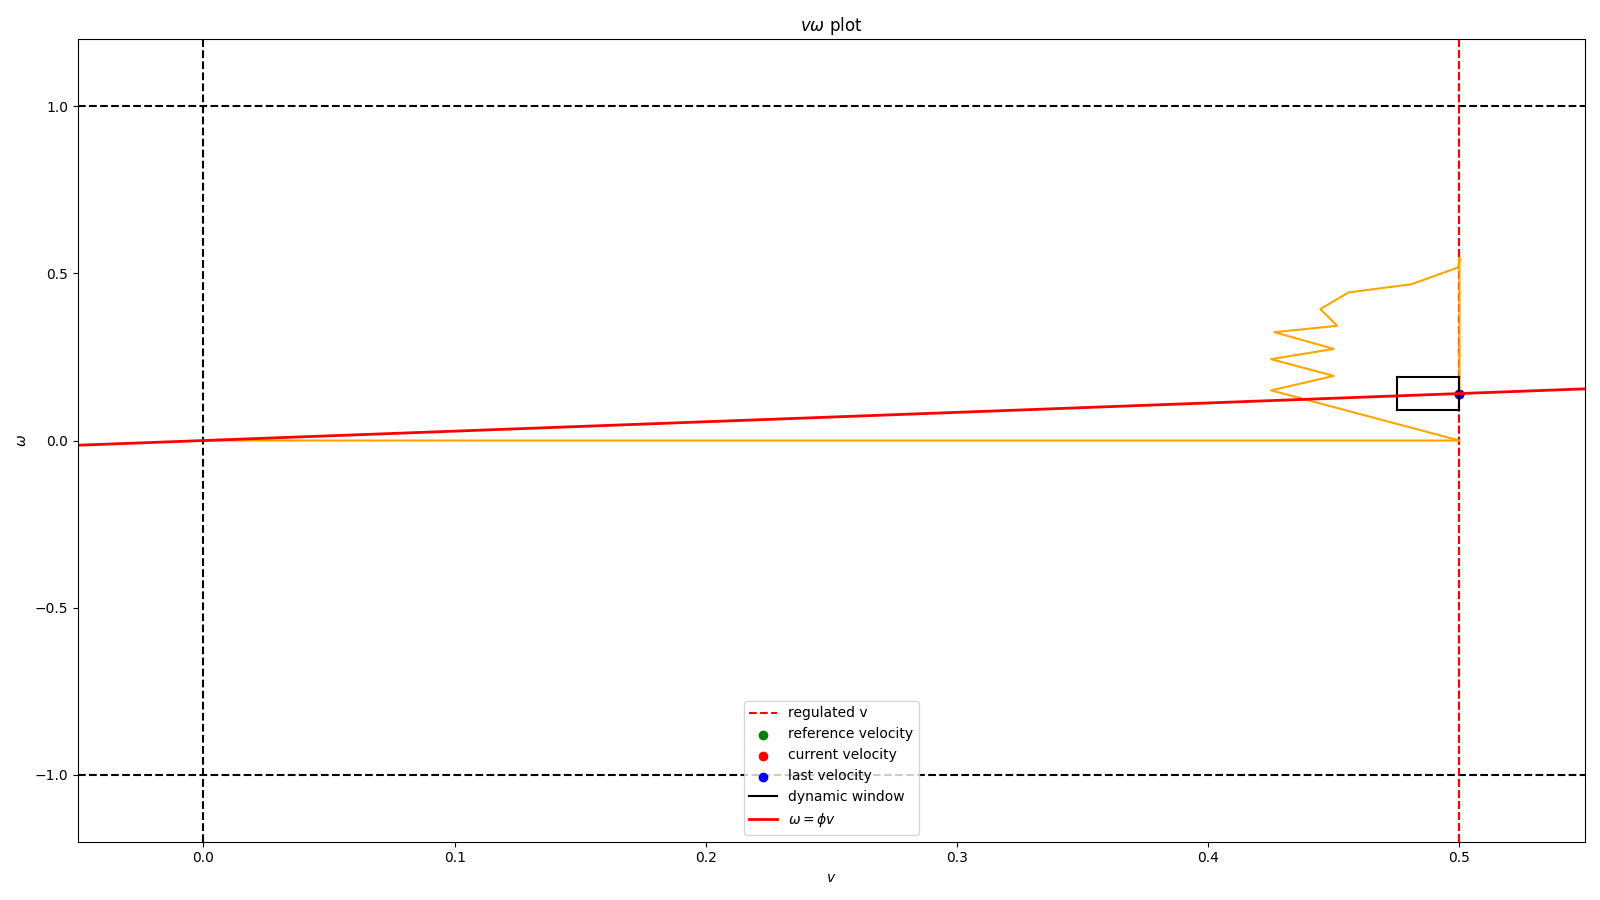 vω plot
1.0
0.5
0.0
−0.5
−1.0
ω
regulated v
reference velocity
current velocity
last velocity
dynamic window
ω = ϕv
0.0 0.1 0.2 0.3 0.4 0.5
v